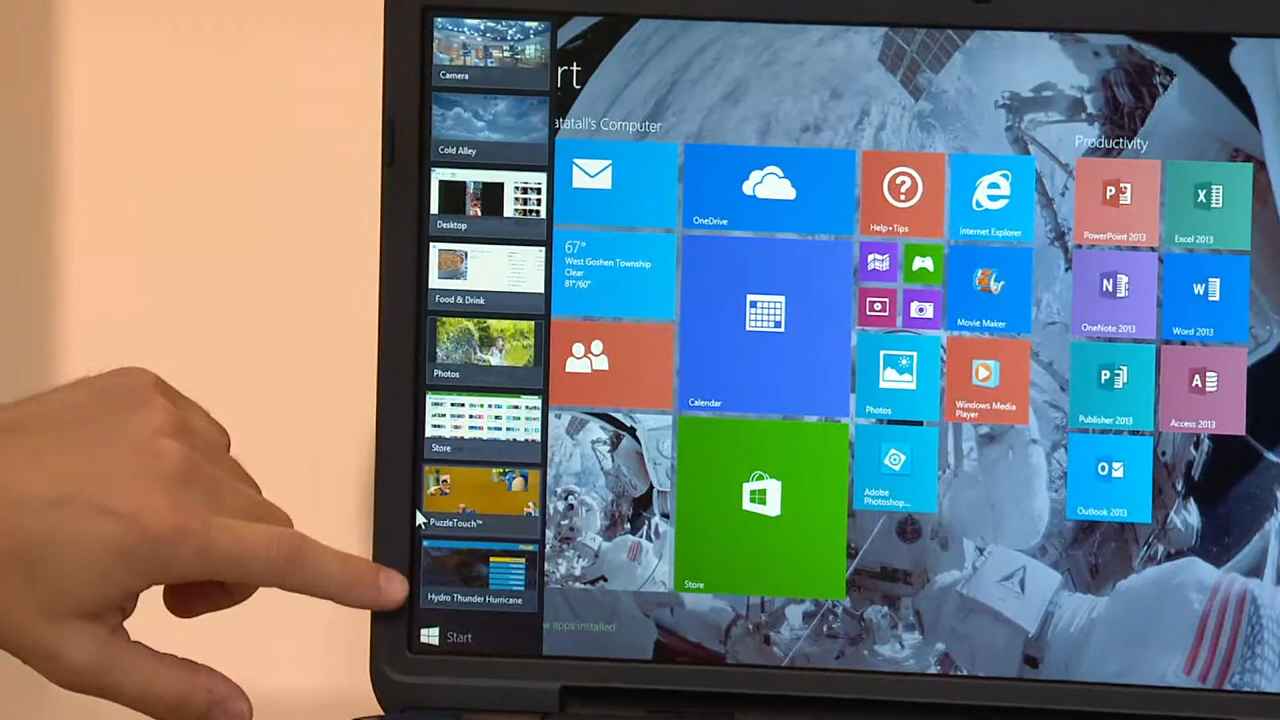 Camera
Cold Alley
Desktop
Food & Drink
Photos
Store
PuzzleTouch™
Hydro Thunder Hurricane
Start
rt
atall's Computer
OneDrive
67°
West Goshen Township
Clear
81°/60°
Calendar
Store
Help+Tips
Internet Explorer
Movie Maker
Photos
Windows Media
Player
Adobe
Photoshop...
w apps installed
Productivity
PowerPoint 2013
Excel 2013
OneNote 2013
Word 2013
Publisher 2013
Access 2013
Outlook 2013